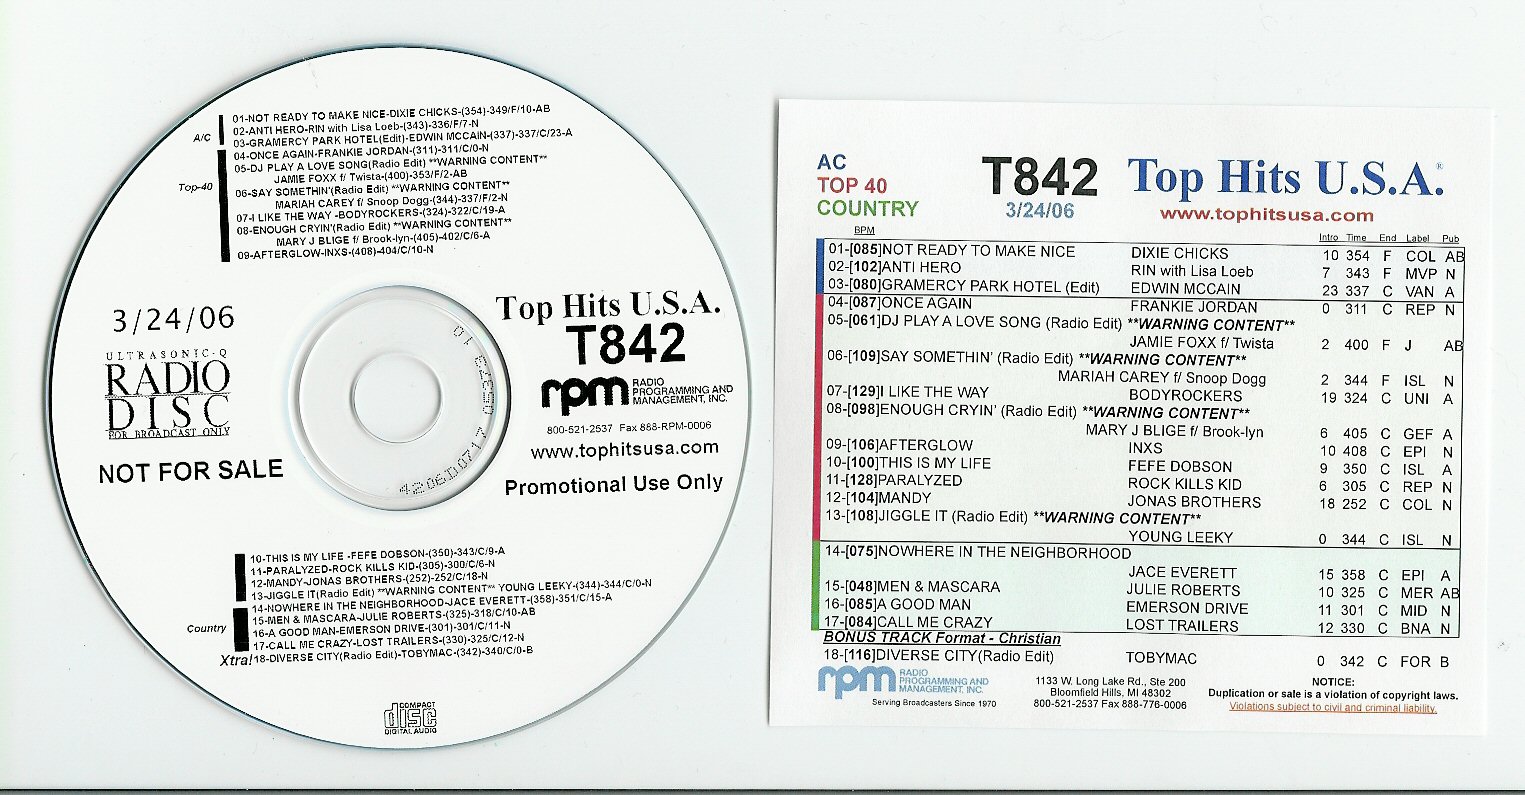 A/C
01-NOT READY TO MAKE NICE-DIXIE CHICKS-(354)-349/F/10-AB
02-ANTI HERO-RIN with Lisa Loeb-(343)-336/F/7-N
03-GRAMERCY PARK HOTEL(Edit)-EDWIN MCCAIN-(337)-337/C/23-A
Top-40
04-ONCE AGAIN-FRANKIE JORDAN-(311)-311/C/0-N
05-DJ PLAY A LOVE SONG(Radio Edit) **WARNING CONTENT**
JAMIE FOXX f/ Twista-(400)-353/F/2-AB
06-SAY SOMETHIN'(Radio Edit) **WARNING CONTENT**
MARIAH CAREY f/ Snoop Dogg-(344)-337/F/2-N
07-I LIKE THE WAY -BODYROCKERS-(324)-322/C/19-A
08-ENOUGH CRYIN'(Radio Edit) **WARNING CONTENT**
MARY J BLIGE f/ Brook-lyn-(405)-402/C/6-A
09-AFTERGLOW-INXS-(408)-404/C/10-N
3/24/06
ULTRASONIC-Q
RADIO
DISC
FOR BROADCAST ONLY
NOT FOR SALE
Top Hits U.S.A.
T842
rpm RADIO
PROGRAMMING AND
MANAGEMENT, INC.
800-521-2537 Fax 888-RPM-0006
www.tophitsusa.com
Promotional Use Only
10-THIS IS MY LIFE -FEFE DOBSON-(350)-343/C/9-A
11-PARALYZED-ROCK KILLS KID-(305)-300/C/6-N
12-MANDY-JONAS BROTHERS-(252)-252/C/18-N
13-JIGGLE IT(Radio Edit) **WARNING CONTENT** YOUNG LEEKY-(344)-344/C/0-N
Country
14-NOWHERE IN THE NEIGHBORHOOD-JACE EVERETT-(358)-351/C/15-A
15-MEN & MASCARA-JULIE ROBERTS-(325)-318/C/10-AB
16-A GOOD MAN-EMERSON DRIVE-(301)-301/C/11-N
17-CALL ME CRAZY-LOST TRAILERS-(330)-325/C/12-N
Xtra! 18-DIVERSE CITY(Radio Edit)-TOBYMAC-(342)-340/C/0-B
COMPACT
disc
DIGITAL AUDIO
AC
TOP 40
COUNTRY
T842
3/24/06
Top Hits U.S.A.®
www.tophitsusa.com
BPM Intro Time End Label Pub
01-[085]NOT READY TO MAKE NICE DIXIE CHICKS 10 354 F COL AB
02-[102]ANTI HERO RIN with Lisa Loeb 7 343 F MVP N
03-[080]GRAMERCY PARK HOTEL (Edit) EDWIN MCCAIN 23 337 C VAN A
04-[087]ONCE AGAIN FRANKIE JORDAN 0 311 C REP N
05-[061]DJ PLAY A LOVE SONG (Radio Edit) **WARNING CONTENT**
JAMIE FOXX f/ Twista 2 400 F J AB
06-[109]SAY SOMETHIN' (Radio Edit) **WARNING CONTENT**
MARIAH CAREY f/ Snoop Dogg 2 344 F ISL N
07-[129]I LIKE THE WAY BODYROCKERS 19 324 C UNI A
08-[098]ENOUGH CRYIN' (Radio Edit) **WARNING CONTENT**
MARY J BLIGE f/ Brook-lyn 6 405 C GEF A
09-[106]AFTERGLOW INXS 10 408 C EPI N
10-[100]THIS IS MY LIFE FEFE DOBSON 9 350 C ISL A
11-[128]PARALYZED ROCK KILLS KID 6 305 C REP N
12-[104]MANDY JONAS BROTHERS 18 252 C COL N
13-[108]JIGGLE IT (Radio Edit) **WARNING CONTENT**
YOUNG LEEKY 0 344 C ISL N
14-[075]NOWHERE IN THE NEIGHBORHOOD
JACE EVERETT 15 358 C EPI A
15-[048]MEN & MASCARA JULIE ROBERTS 10 325 C MER AB
16-[085]A GOOD MAN EMERSON DRIVE 11 301 C MID N
17-[084]CALL ME CRAZY LOST TRAILERS 12 330 C BNA N
BONUS TRACK Format - Christian
18-[116]DIVERSE CITY(Radio Edit) TOBYMAC 0 342 C FOR B
rpm RADIO
PROGRAMMING AND
MANAGEMENT, INC.
Serving Broadcasters Since 1970
1133 W. Long Lake Rd., Ste 200
Bloomfield Hills, MI 48302
800-521-2537 Fax 888-776-0006
NOTICE:
Duplication or sale is a violation of copyright laws.
Violations subject to civil and criminal liability.